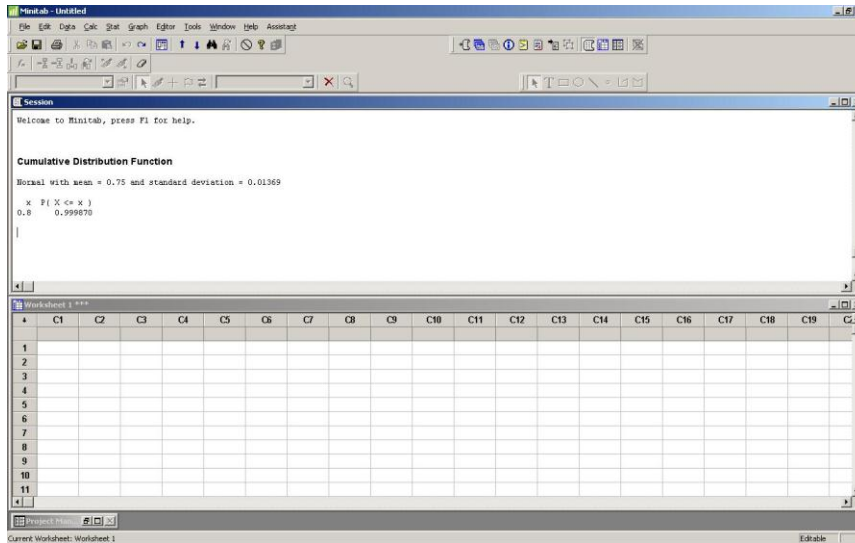 Minitab - Untitled
File Edit Data Calc Stat Graph Editor Tools Window Help Assistant
Session
Welcome to Minitab, press F1 for help.
Cumulative Distribution Function
Normal with mean = 0.75 and standard deviation = 0.01369
x P( X <= x )
0.8 0.999870
Worksheet 1 ***
C1 C2 C3 C4 C5 C6 C7 C8 C9 C10 C11 C12 C13 C14 C15 C16 C17 C18 C19
1
2
3
4
5
6
7
8
9
10
11
Project Man...
Current Worksheet: Worksheet 1 Editable